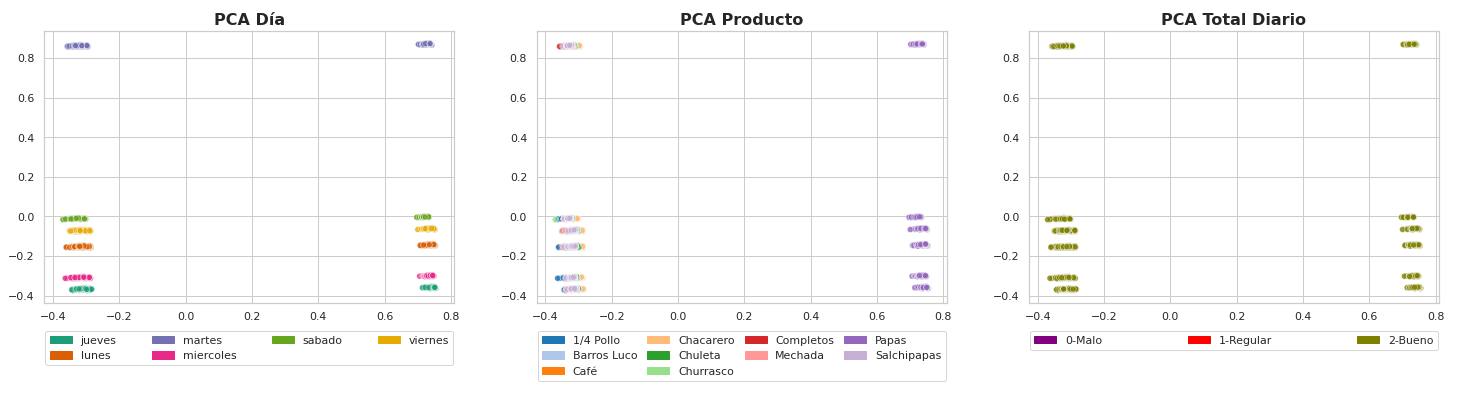 PCA Día
0.8
0.6
0.4
0.2
0.0
−0.2
−0.4
−0.4 −0.2 0.0 0.2 0.4 0.6 0.8
jueves martes sabado viernes
lunes miercoles
PCA Producto
0.8
0.6
0.4
0.2
0.0
−0.2
−0.4
−0.4 −0.2 0.0 0.2 0.4 0.6 0.8
1/4 Pollo Chacarero Completos Papas
Barros Luco Chuleta Mechada Salchipapas
Café Churrasco
PCA Total Diario
0.8
0.6
0.4
0.2
0.0
−0.2
−0.4
−0.4 −0.2 0.0 0.2 0.4 0.6 0.8
0-Malo 1-Regular 2-Bueno